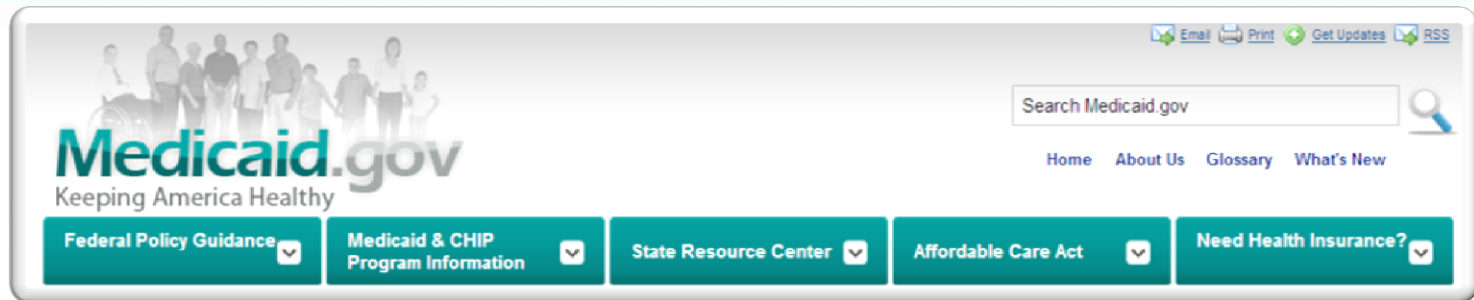 Email Print Get Updates RSS
Search Medicaid.gov
Home About Us Glossary What's New
Medicaid.gov
Keeping America Healthy
Federal Policy Guidance
Medicaid & CHIP
Program Information
State Resource Center
Affordable Care Act
Need Health Insurance?